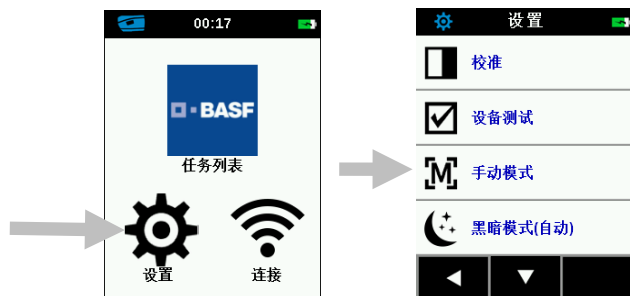 00:17
BASF
任务列表
设置
连接
设置
校准
设备测试
M
手动模式
黑暗模式(自动)